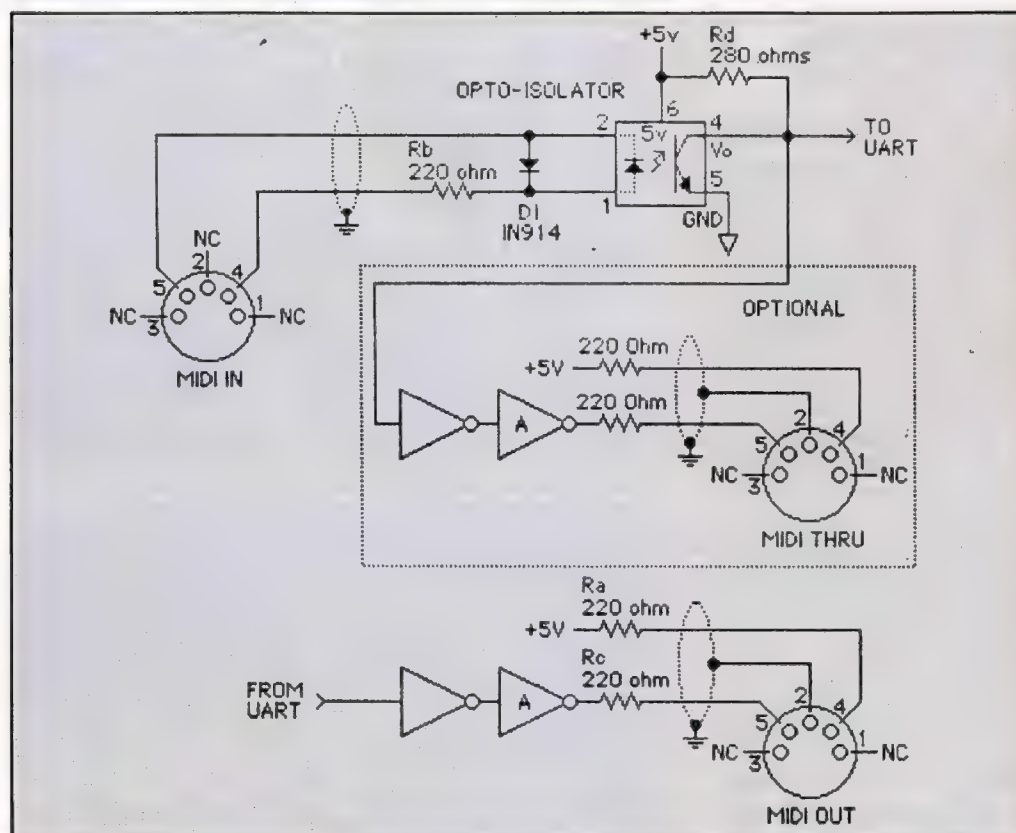 +5v
Rd
280 ohms
OPTO-ISOLATOR
6
2
5v
4
TO
UART
Rb
220 ohm
Vo
5
1
D1
IN914
GND
NC
2
5
4
NC
3
1
NC
MIDI IN
OPTIONAL
220 Ohm
+5V
220 Ohm
A
2
5
4
NC
3
1
NC
MIDI THRU
Ra
220 ohm
+5V
Rc
220 ohm
FROM
UART
A
2
5
4
NC
3
1
NC
MIDI OUT